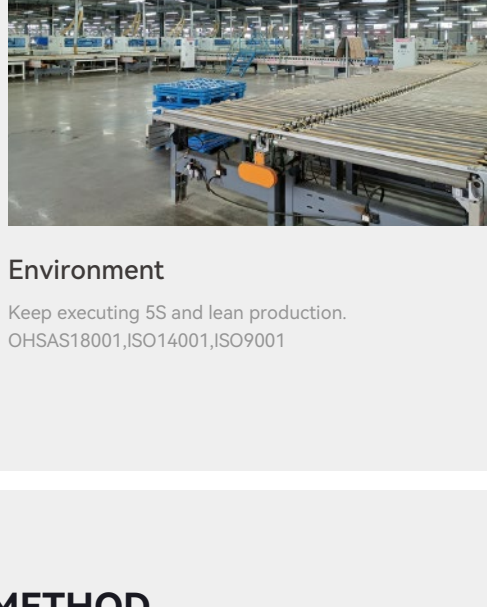 Environment
Keep executing 5S and lean production.
OHSAS18001,ISO14001,ISO9001
METHOD